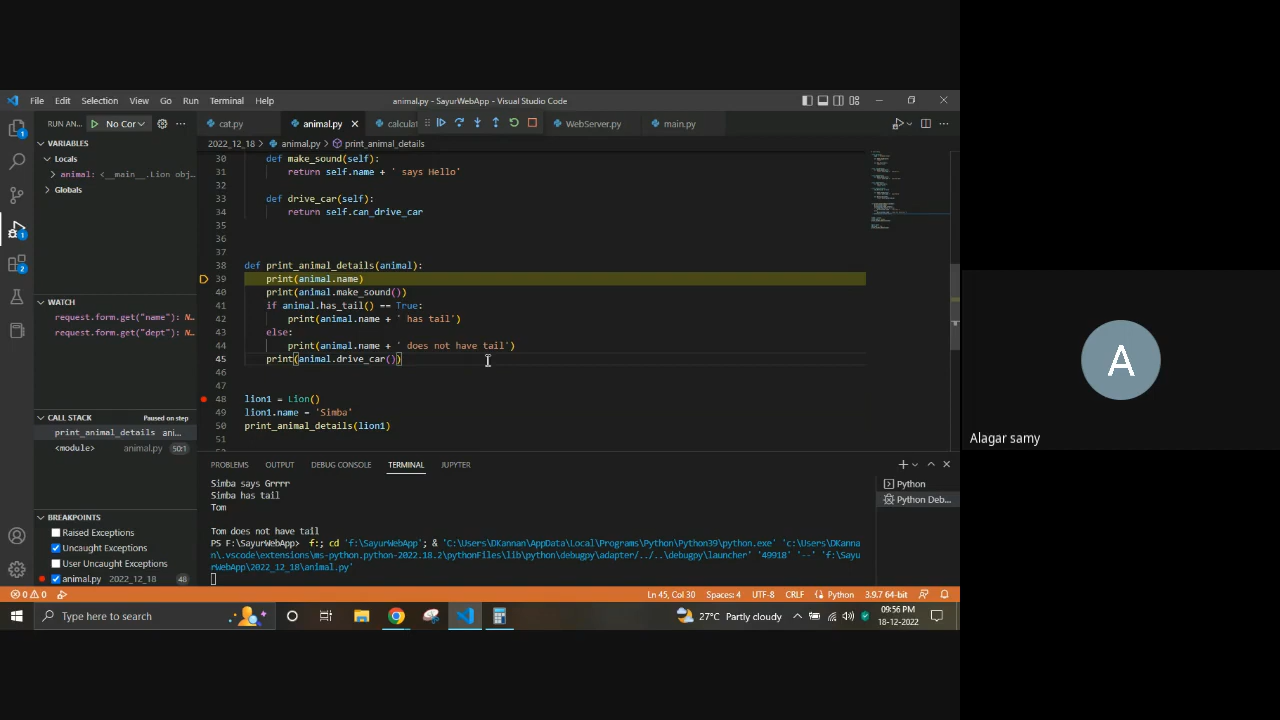 File Edit Selection View Go Run Terminal Help
animal.py - SayurWebApp - Visual Studio Code
RUN AN... No Cor
cat.py animal.py calculat WebServer.py main.py
2022_12_18 > animal.py > print_animal_details
VARIABLES
Locals
animal: <__main__.Lion obj...
Globals
WATCH
request.form.get("name"): N...
request.form.get("dept"): N...
CALL STACK Paused on step
print_animal_details ani...
<module> animal.py 50:1
BREAKPOINTS
Raised Exceptions
Uncaught Exceptions
User Uncaught Exceptions
animal.py 2022_12_18 48
30 def make_sound(self):
31 return self.name + ' says Hello'
32
33 def drive_car(self):
34 return self.can_drive_car
35
36
37
38 def print_animal_details(animal):
39 print(animal.name)
40 print(animal.make_sound())
41 if animal.has_tail() == True:
42 print(animal.name + ' has tail')
43 else:
44 print(animal.name + ' does not have tail')
45 print(animal.drive_car())
46
47
48 lion1 = Lion()
49 lion1.name = 'Simba'
50 print_animal_details(lion1)
51
PROBLEMS OUTPUT DEBUG CONSOLE TERMINAL JUPYTER
Simba says Grrrr
Simba has tail
Tom

Tom does not have tail
PS F:\SayurWebApp> f:; cd 'f:\SayurWebApp'; & 'C:\Users\DKannan\AppData\Local\Programs\Python\Python39\python.exe' 'c:\Users\DKanna
n\.vscode\extensions\ms-python.python-2022.18.2\pythonFiles\lib\python\debugpy\adapter/../..\debugpy\launcher' '49918' '--' 'f:\Say
urWebApp\2022_12_18\animal.py'
Python
Python Deb...
0 0 Ln 45, Col 30 Spaces: 4 UTF-8 CRLF Python 3.9.7 64-bit
Type here to search
27°C Partly cloudy
09:56 PM
18-12-2022
A
Alagar samy